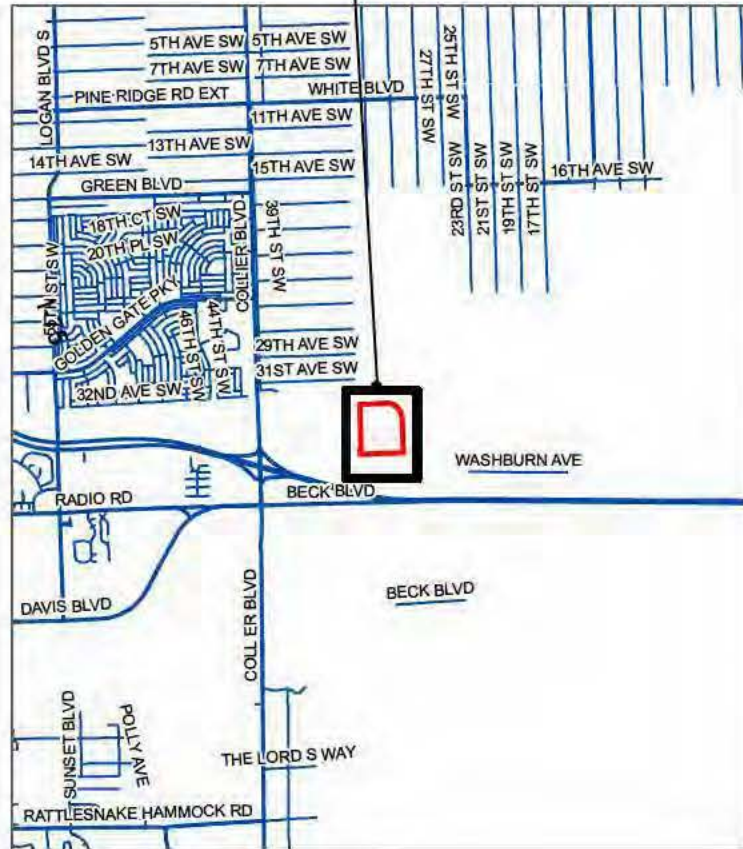 LOGAN BLVD S
5TH AVE SW
5TH AVE SW
7TH AVE SW
7TH AVE SW
27TH ST SW
25TH ST SW
PINE RIDGE RD EXT
WHITE BLVD
11TH AVE SW
13TH AVE SW
14TH AVE SW
15TH AVE SW
16TH AVE SW
GREEN BLVD
23RD ST SW
21ST ST SW
19TH ST SW
17TH ST SW
18TH CT SW
20TH PL SW
COLLIER BLVD
39TH ST SW
GOLDEN GATE PKY
46TH ST SW
44TH ST SW
29TH AVE SW
31ST AVE SW
32ND AVE SW
WASHBURN AVE
RADIO RD
BECK BLVD
BECK BLVD
DAVIS BLVD
COLL ER BLVD
SUNSET BLVD
POLLY AVE
THE LORD S WAY
RATTLESNAKE HAMMOCK RD